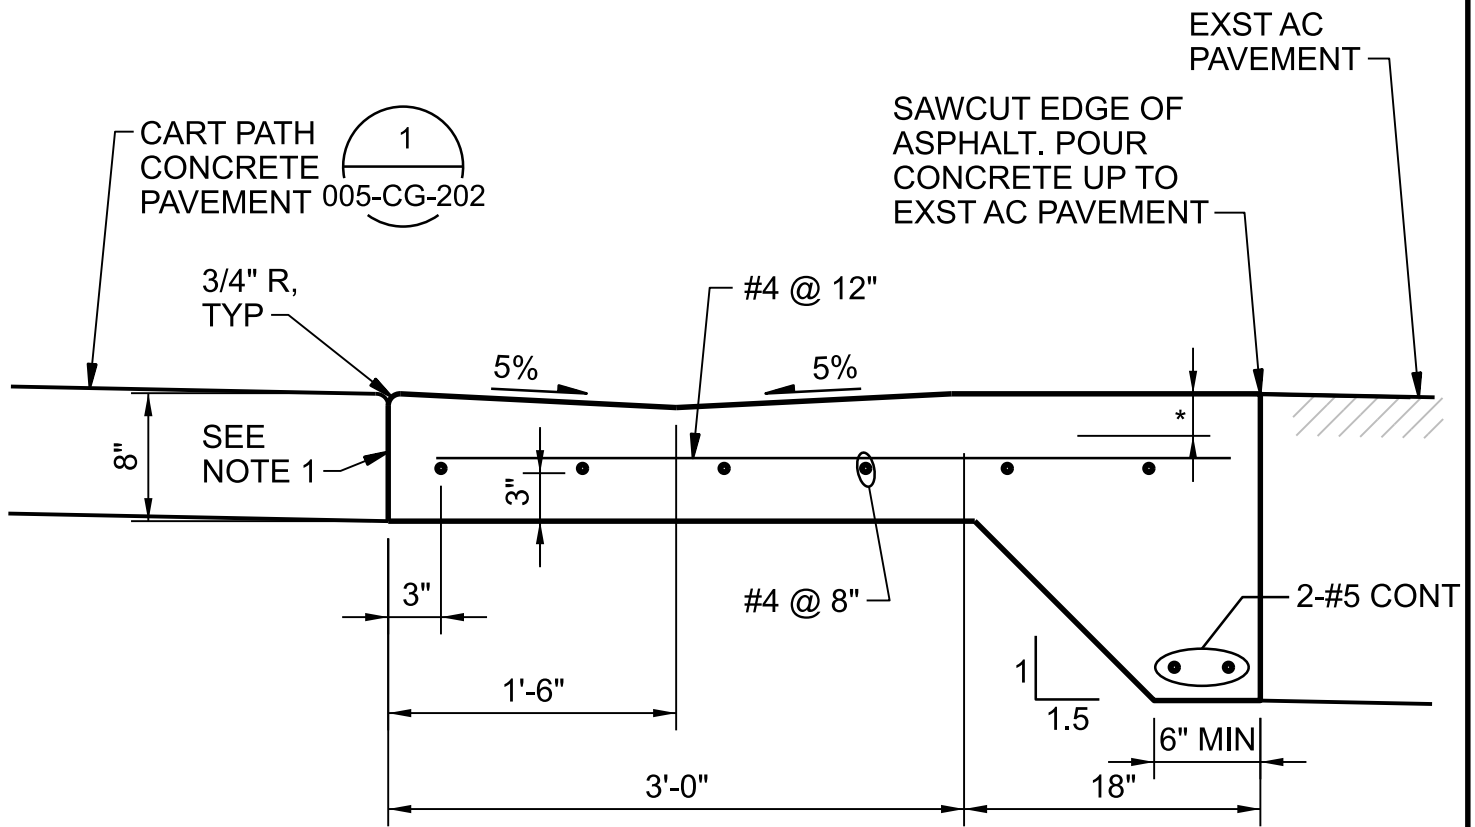 EXST AC
PAVEMENT
SAWCUT EDGE OF
ASPHALT. POUR
CONCRETE UP TO
EXST AC PAVEMENT
CART PATH
CONCRETE
PAVEMENT
1
005-CG-202
3/4" R,
TYP
#4 @ 12"
5%
5%
*
8"
SEE
NOTE 1
3"
3"
#4 @ 8"
2-#5 CONT
1
1.5
1'-6"
6" MIN
3'-0"
18"